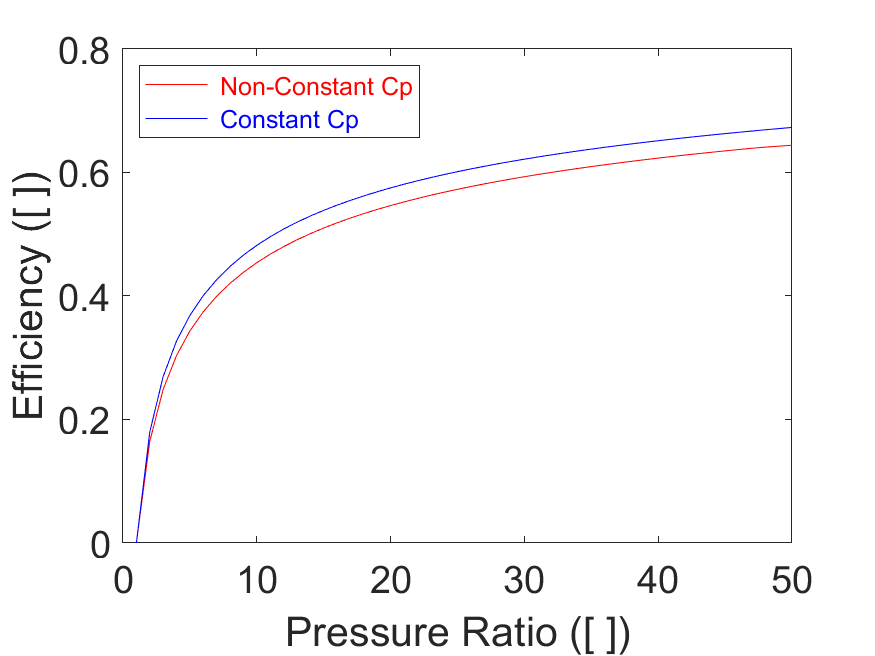 0.8
0.6
0.4
0.2
0
Efficiency ([ ])
Non-Constant Cp
Constant Cp
0 10 20 30 40 50
Pressure Ratio ([ ])